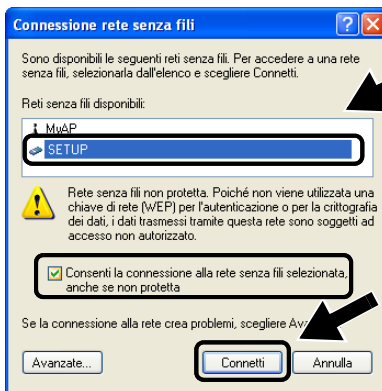 Connessione rete senza fili
Sono disponibili le seguenti reti senza fili. Per accedere a una rete
senza fili, selezionarla dall'elenco e scegliere Connetti.
Reti senza fili disponibili:
MyAP
SETUP
Rete senza fili non protetta. Poiché non viene utilizzata una
chiave di rete (WEP) per l'autenticazione o per la crittografia
dei dati, i dati trasmessi tramite questa rete sono soggetti ad
accesso non autorizzato.
Consenti la connessione alla rete senza fili selezionata,
anche se non protetta
Se la connessione alla rete crea problemi, scegliere
Avanzate...
Connetti
Annulla